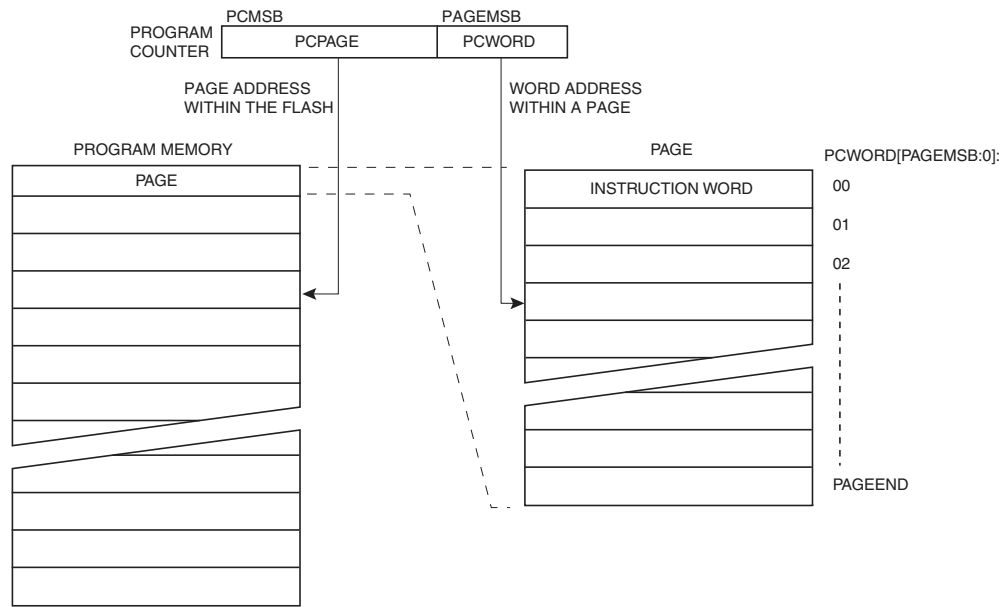 PCMSB PAGEMSB
PROGRAM COUNTER PCPAGE PCWORD
PAGE ADDRESS WITHIN THE FLASH
WORD ADDRESS WITHIN A PAGE
PROGRAM MEMORY
PAGE
PAGE
PCWORD[PAGEMSB:0]:
INSTRUCTION WORD
00
01
02
PAGEEND